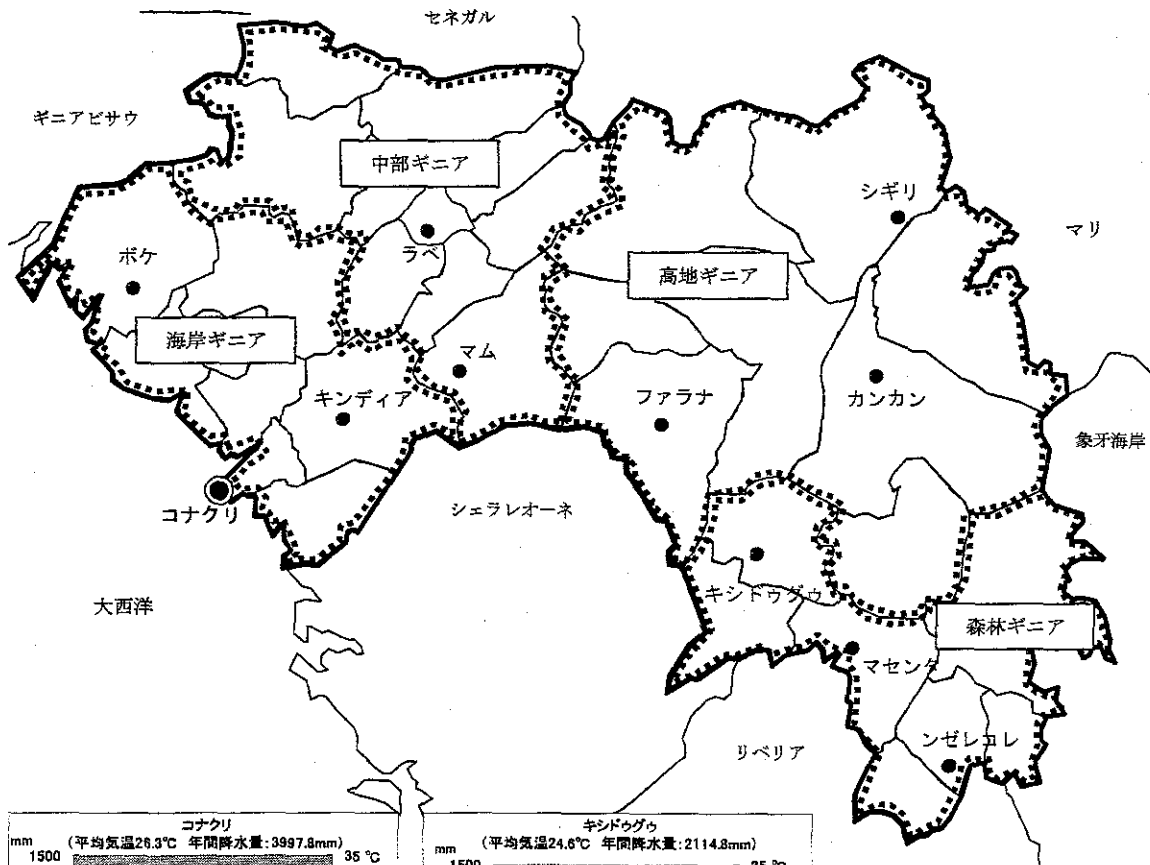 セネガル
ギニアビサウ
中部ギニア
シギリ
マリ
ラベ
ボケ
高地ギニア
海岸ギニア
マム
キンディア
ファラナ
カンカン
象牙海岸
コナクリ
シェラレオーネ
キシドゥグゥ
大西洋
森林ギニア
マセンタ
ンゼレコレ
リベリア
コナクリ
mm (平均気温26.3℃ 年間降水量:3997.8mm)
1500 35 ℃
キシドゥグゥ
mm (平均気温24.6℃ 年間降水量:2114.8mm)
1500 35 ℃